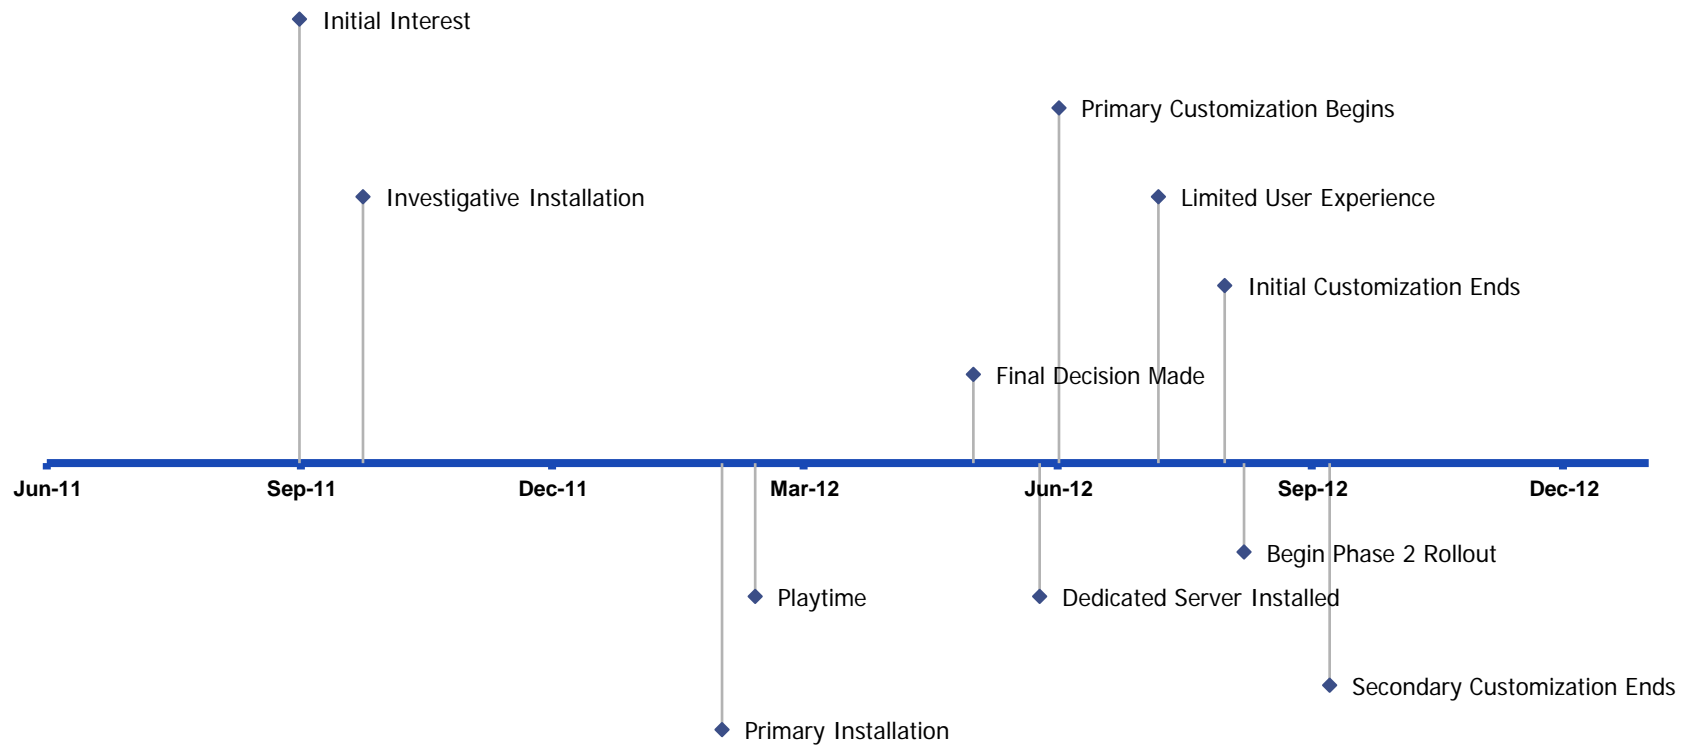 Initial Interest
Primary Customization Begins
Investigative Installation
Limited User Experience
Initial Customization Ends
Final Decision Made
Jun-11
Sep-11
Dec-11
Mar-12
Jun-12
Sep-12
Dec-12
Begin Phase 2 Rollout
Playtime
Dedicated Server Installed
Secondary Customization Ends
Primary Installation